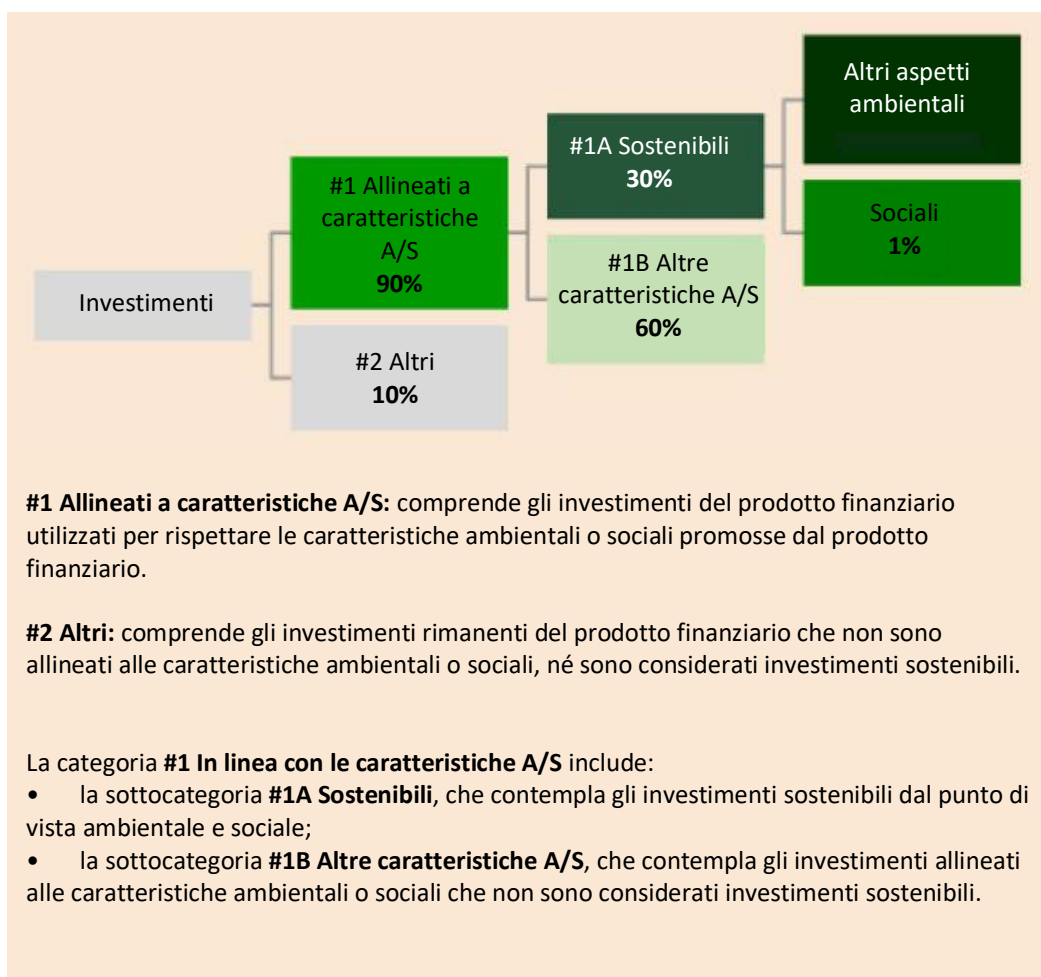 Altri aspetti
ambientali
#1A Sostenibili
30%
#1 Allineati a
caratteristiche
A/S
90%
Sociali
1%
#1B Altre
caratteristiche A/S
60%
Investimenti
#2 Altri
10%
#1 Allineati a caratteristiche A/S: comprende gli investimenti del prodotto finanziario
utilizzati per rispettare le caratteristiche ambientali o sociali promosse dal prodotto
finanziario.
#2 Altri: comprende gli investimenti rimanenti del prodotto finanziario che non sono
allineati alle caratteristiche ambientali o sociali, né sono considerati investimenti sostenibili.
La categoria #1 In linea con le caratteristiche A/S include:
• la sottocategoria #1A Sostenibili, che contempla gli investimenti sostenibili dal punto di
vista ambientale e sociale;
• la sottocategoria #1B Altre caratteristiche A/S, che contempla gli investimenti allineati
alle caratteristiche ambientali o sociali che non sono considerati investimenti sostenibili.